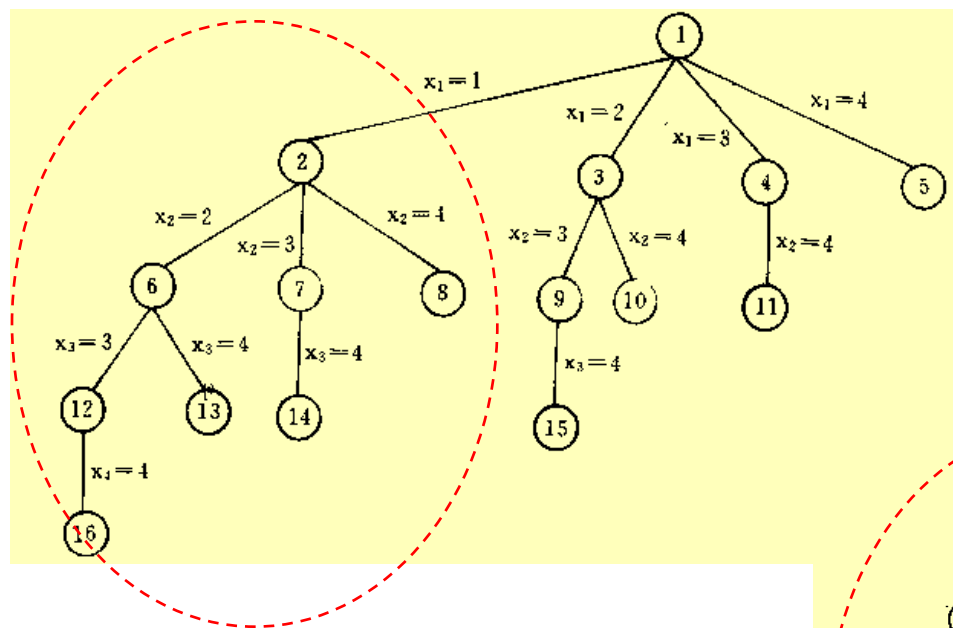 1
x₁=1
x₁=2
x₁=3
x₁=4
2
3
4
5
x₂=2
x₂=3
x₂=4
x₂=3
x₂=4
x₂=4
6
7
8
9
10
11
x₃=3
x₃=4
x₃=4
x₃=4
12
13
14
15
x₄=4
16